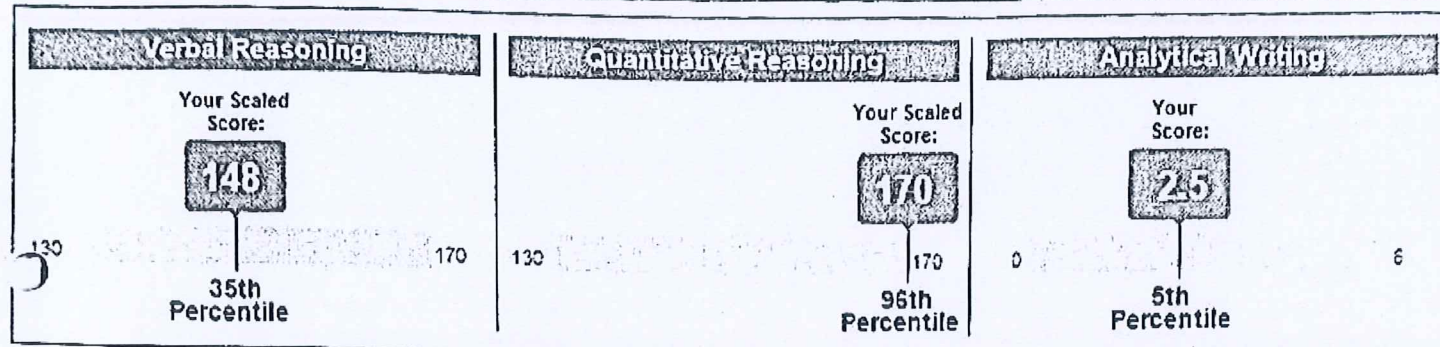 Verbal Reasoning
Your Scaled
Score:
148
130
170
35th
Percentile
Quantitative Reasoning
Your Scaled
Score:
170
130
170
96th
Percentile
Analytical Writing
Your
Score:
2.5
0
6
5th
Percentile